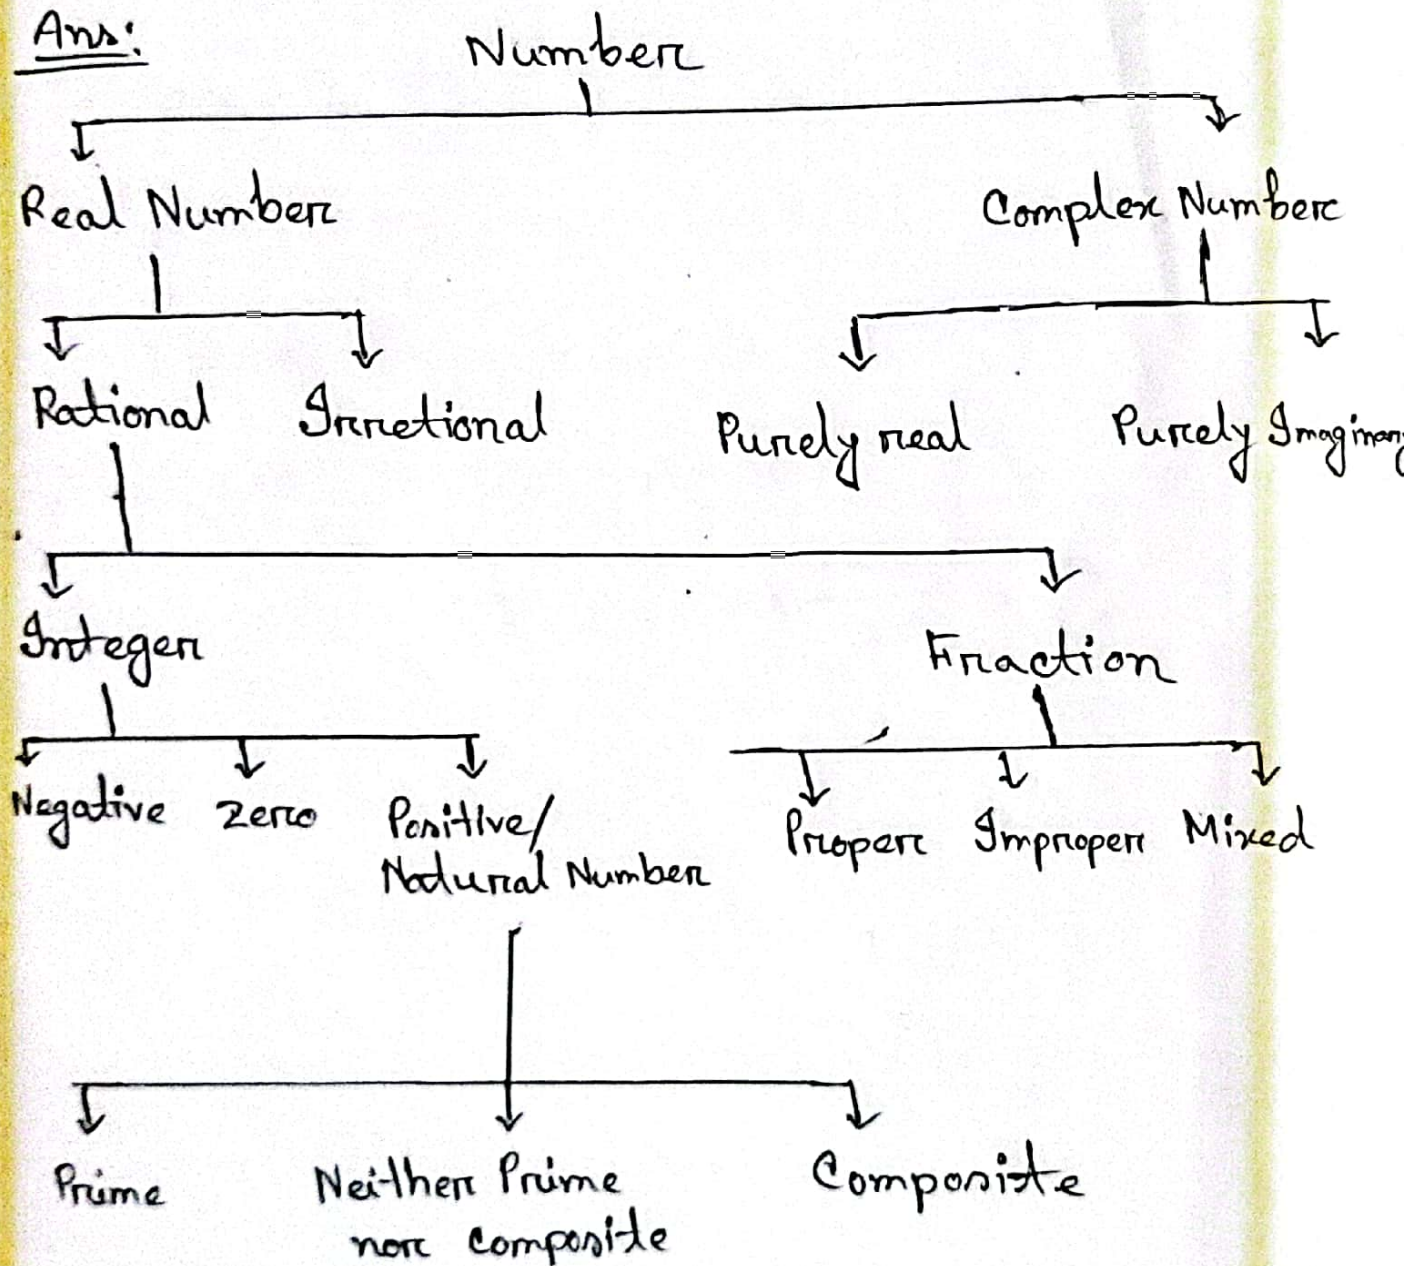 Ans:
Number
Real Number Complex Number
Rational Irretional Purely real Purely Imaginary
Integer Fraction
Negative Zero Positive/
Natural Number
Proper Improper Mixed
Prime Neither Prime
nor composite
Composite